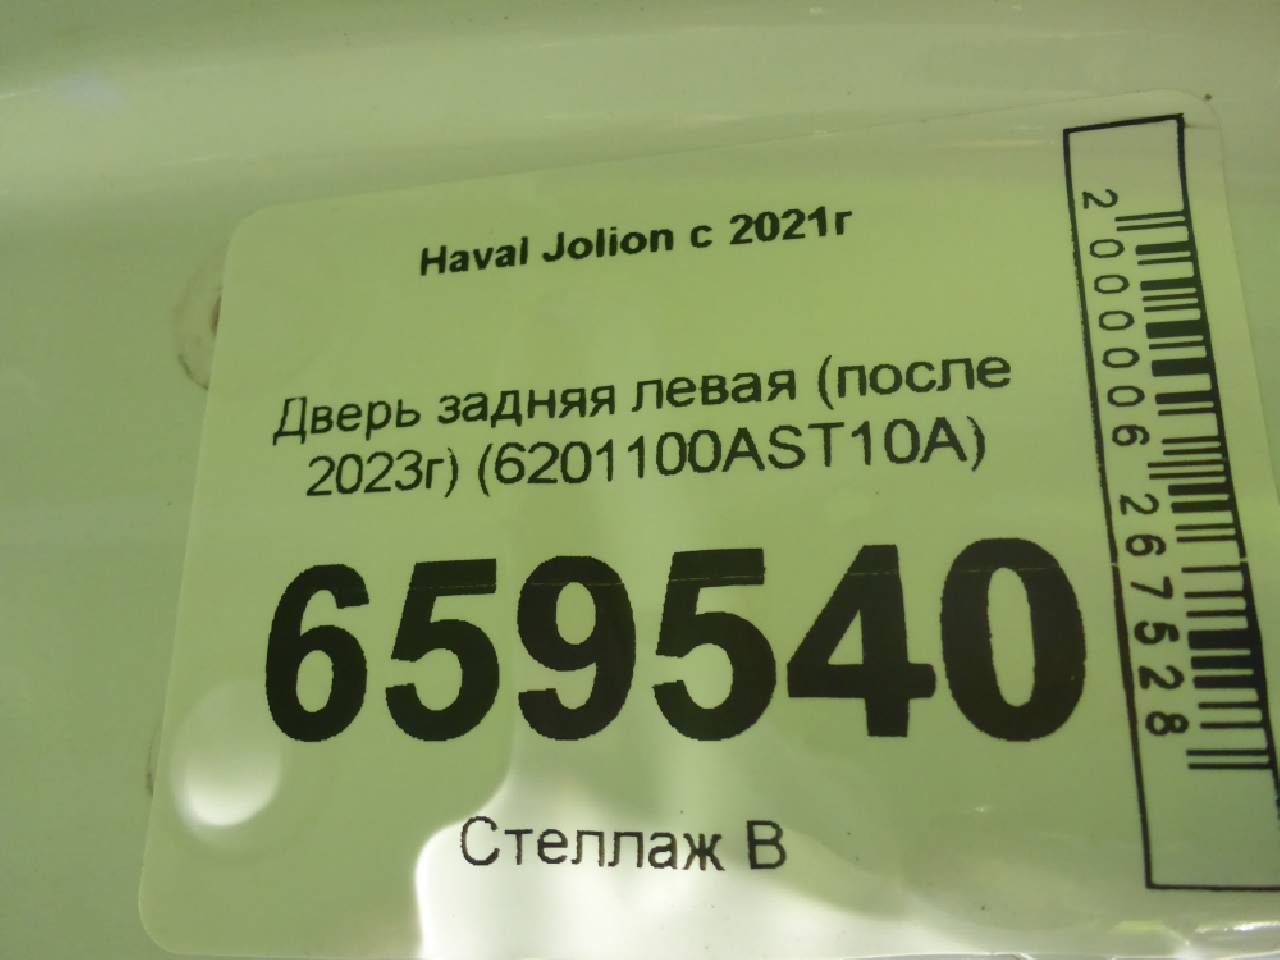 Haval Jolion с 2021г
Дверь задняя левая (после
2023г) (6201100AST10A)
659540
Стеллаж В
2000006267528